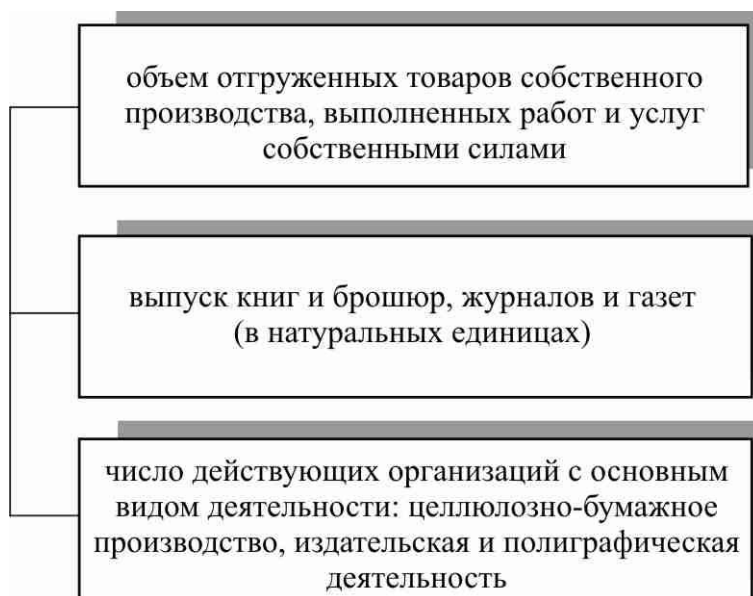 объем отгруженных товаров собственного
производства, выполненных работ и услуг
собственными силами
выпуск книг и брошюр, журналов и газет
(в натуральных единицах)
число действующих организаций с основным
видом деятельности: целлюлозно-бумажное
производство, издательская и полиграфическая
деятельность